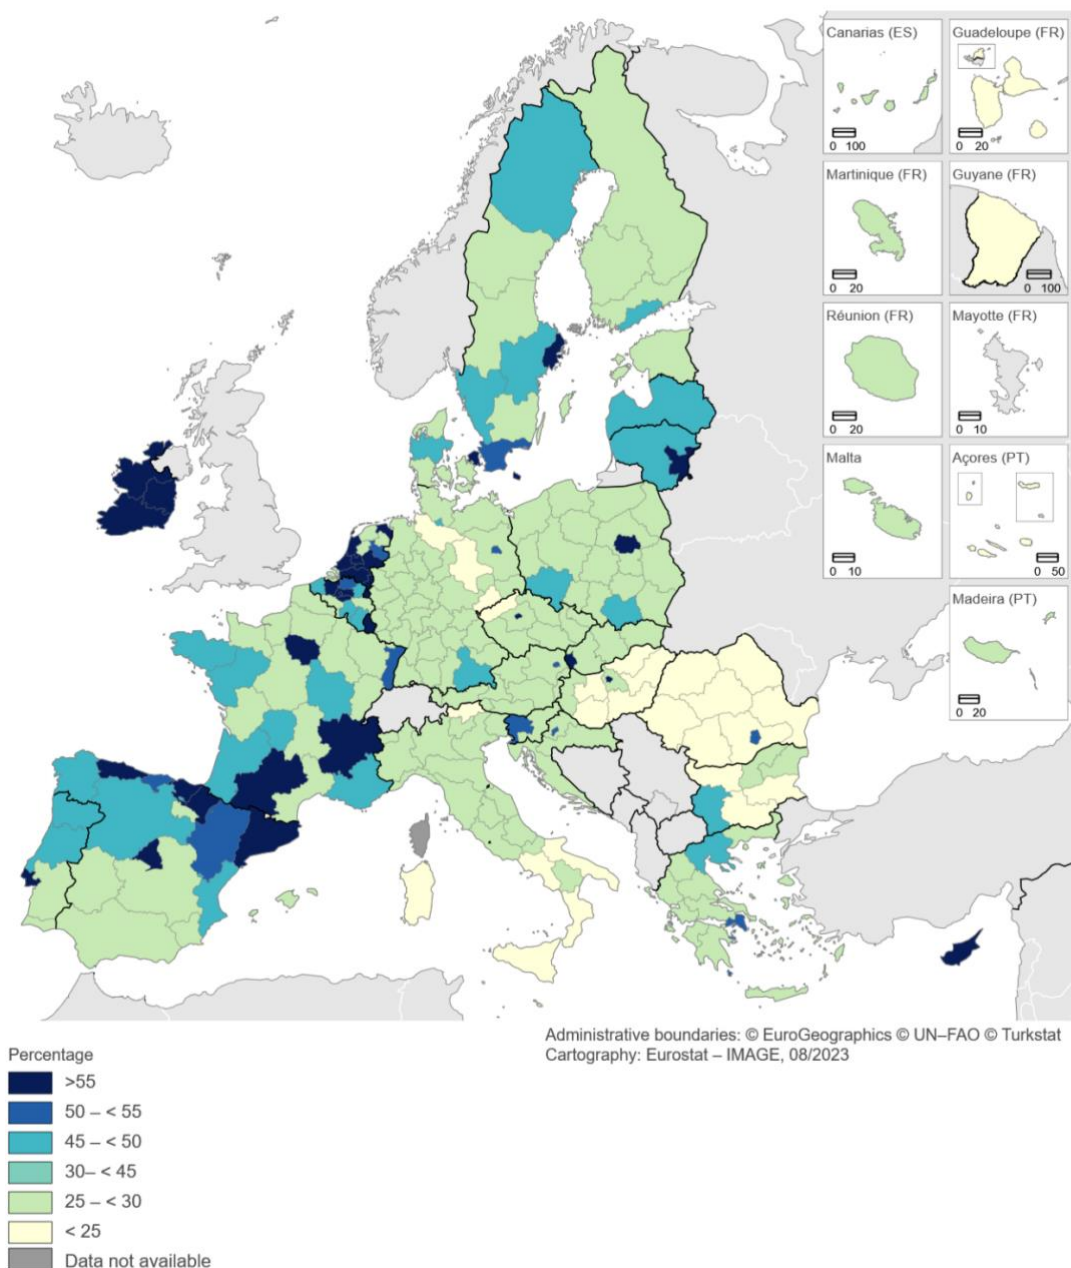 Canarias (ES)
0 100
Guadeloupe (FR)
0 20
Martinique (FR)
0 20
Guyane (FR)
0 100
Réunion (FR)
0 20
Mayotte (FR)
0 10
Malta
0 10
Açores (PT)
0 50
Madeira (PT)
0 20
Administrative boundaries: © EuroGeographics © UN–FAO © Turkstat
Cartography: Eurostat – IMAGE, 08/2023
Percentage
>55
50 – < 55
45 – < 50
30– < 45
25 – < 30
< 25
Data not available